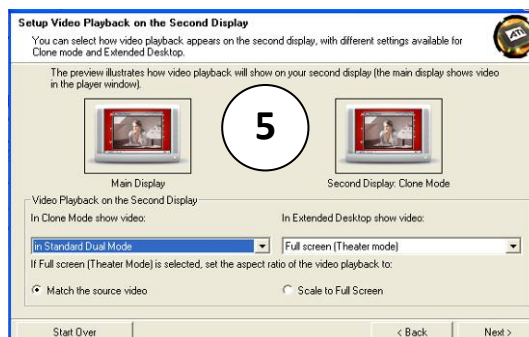 Setup Video Playback on the Second Display
You can select how video playback appears on the second display, with different settings available for
Clone mode and Extended Desktop.
ATI
The preview illustrates how video playback will show on your second display (the main display shows video
in the player window).
5
Main Display
Second Display: Clone Mode
Video Playback on the Second Display
In Clone Mode show video:
In Extended Desktop show video:
in Standard Dual Mode
Full screen (Theater mode)
If Full screen (Theater Mode) is selected, set the aspect ratio of the video playback to:
Match the source video
Scale to Full Screen
Start Over
< Back
Next >